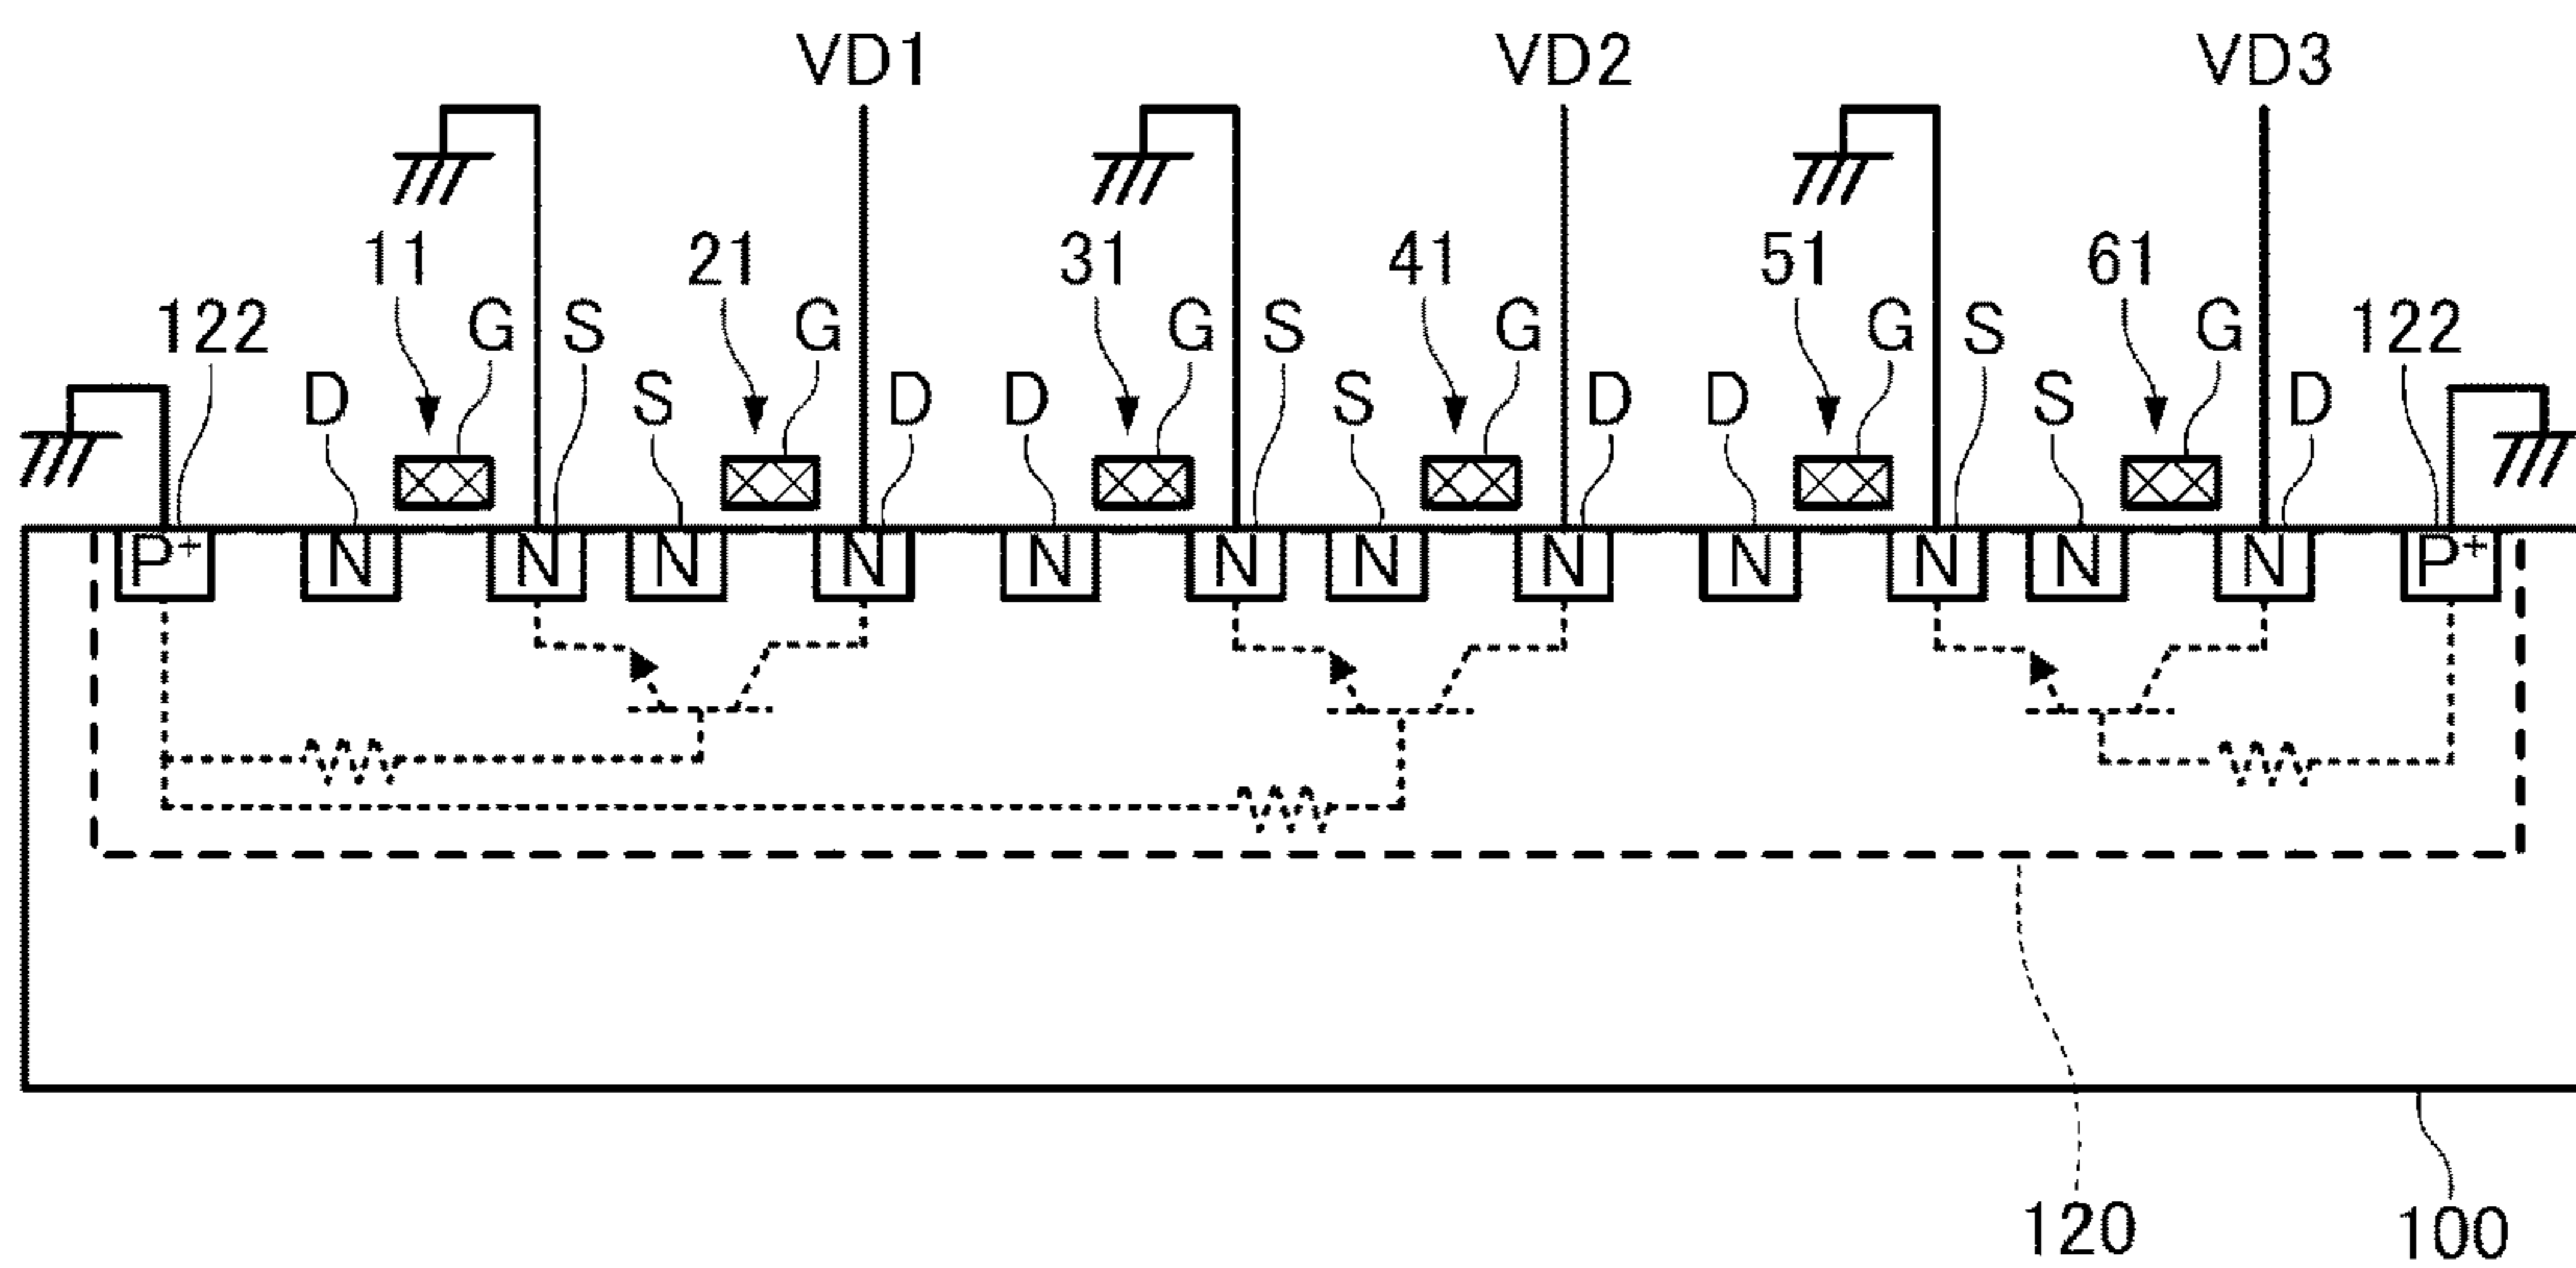 VD1 VD2 VD3
11 21 31 41 51 61
122 G S G G S G G S G 122
D S D D S D D S D
P+ N N N N N N N N N N N N P+
120
100